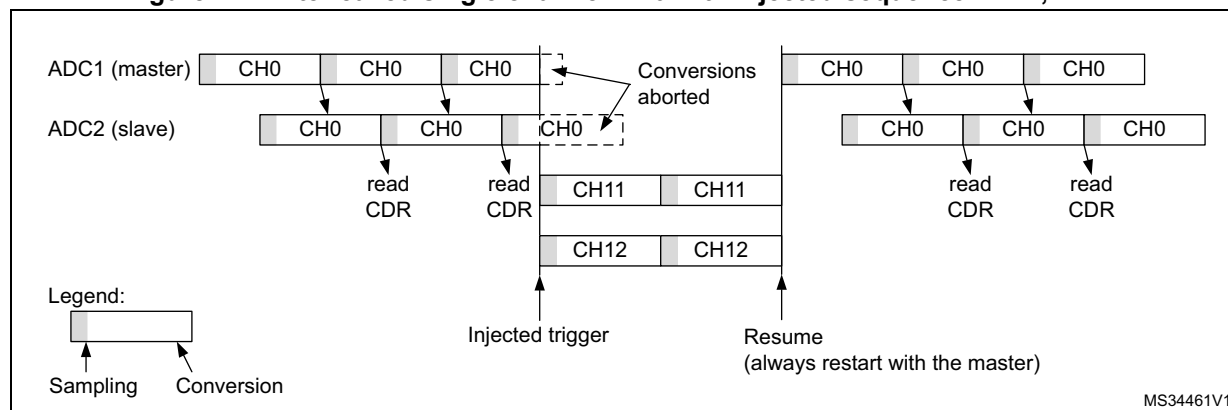 ADC1 (master)
CH0 CH0 CH0
Conversions
aborted
CH0 CH0 CH0
ADC2 (slave)
CH0 CH0 CH0
CH0 CH0 CH0
read
CDR
read
CDR
read
CDR
read
CDR
CH11 CH11
CH12 CH12
Legend:
Sampling Conversion
Injected trigger
Resume
(always restart with the master)
MS34461V1